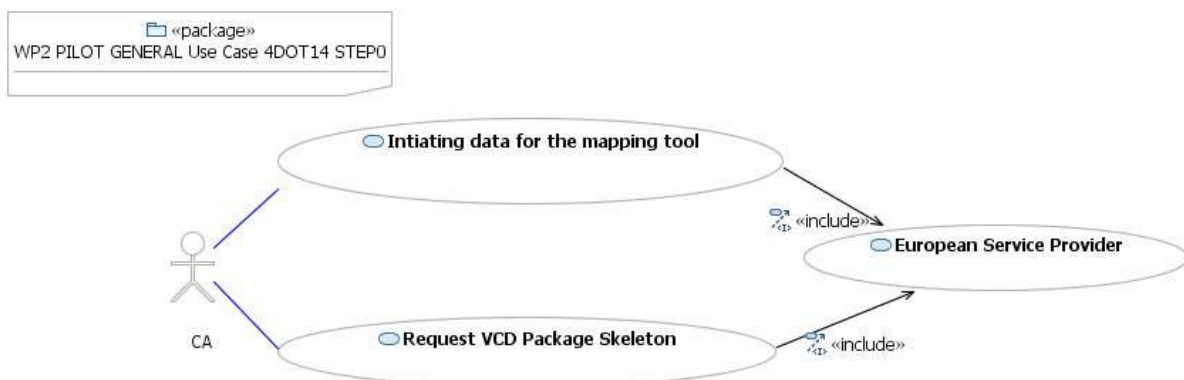 «package»
WP2 PILOT GENERAL Use Case 4DOT14 STEP0
Intiating data for the mapping tool
«include»
European Service Provider
CA
Request VCD Package Skeleton
«include»